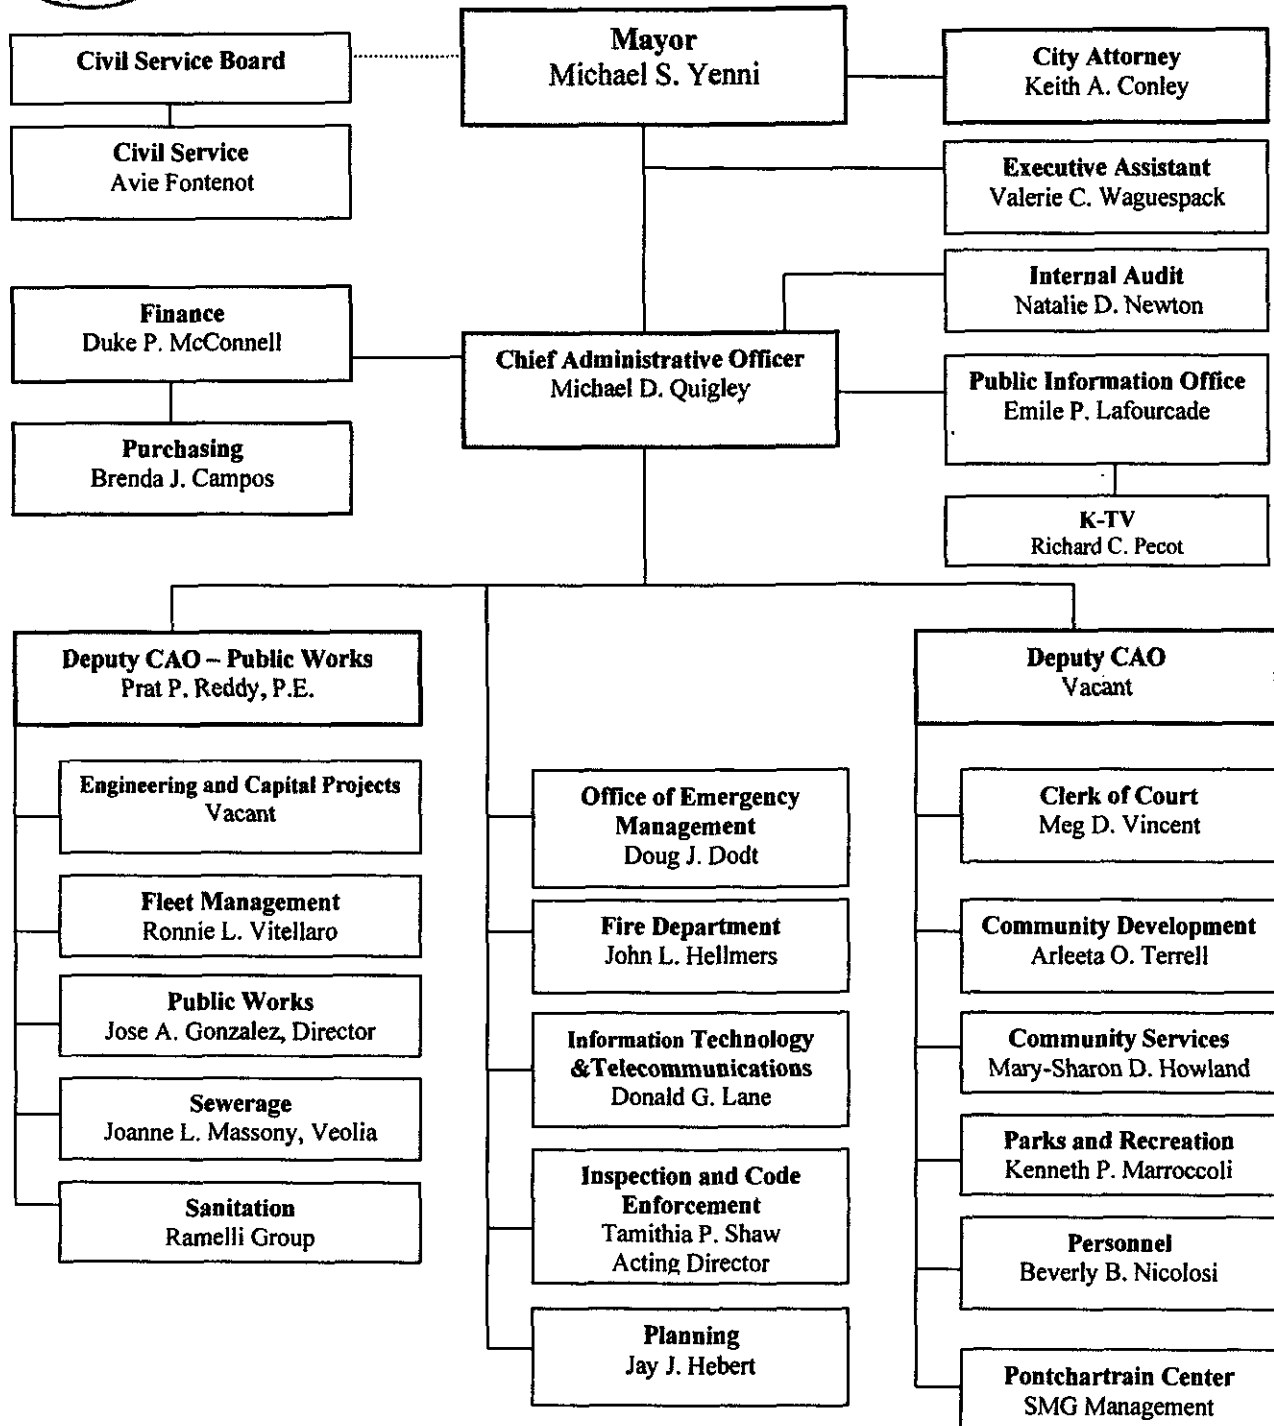 Mayor
Michael S. Yenni
Civil Service Board
Civil Service
Avie Fontenot
City Attorney
Keith A. Conley
Executive Assistant
Valerie C. Waguespack
Internal Audit
Natalie D. Newton
Finance
Duke P. McConnell
Chief Administrative Officer
Michael D. Quigley
Public Information Office
Emile P. Lafourcade
Purchasing
Brenda J. Campos
K-TV
Richard C. Pecot
Deputy CAO – Public Works
Prat P. Reddy, P.E.
Engineering and Capital Projects
Vacant
Fleet Management
Ronnie L. Vitellaro
Public Works
Jose A. Gonzalez, Director
Sewerage
Joanne L. Massony, Veolia
Sanitation
Ramelli Group
Office of Emergency
Management
Doug J. Dodt
Fire Department
John L. Hellmers
Information Technology
&Telecommunications
Donald G. Lane
Inspection and Code
Enforcement
Tamithia P. Shaw
Acting Director
Planning
Jay J. Hebert
Deputy CAO
Vacant
Clerk of Court
Meg D. Vincent
Community Development
Arleeta O. Terrell
Community Services
Mary-Sharon D. Howland
Parks and Recreation
Kenneth P. Marroccoli
Personnel
Beverly B. Nicolosi
Pontchartrain Center
SMG Management